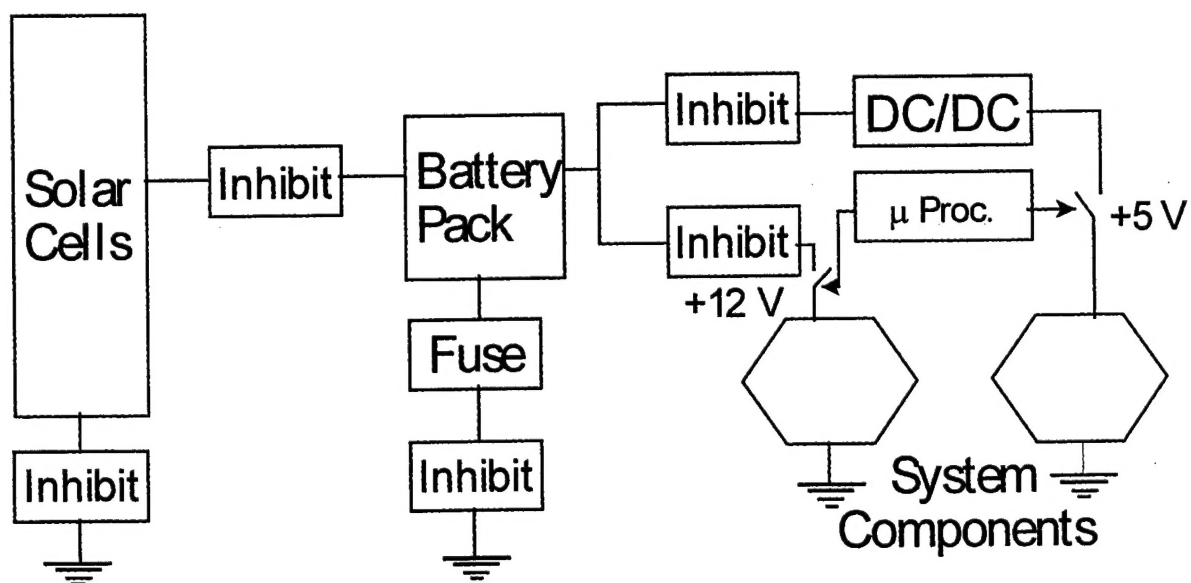 Solar
Cells
Inhibit
Inhibit
Battery
Pack
Fuse
Inhibit
Inhibit
DC/DC
Inhibit
μ Proc.
+5 V
+12 V
System
Components